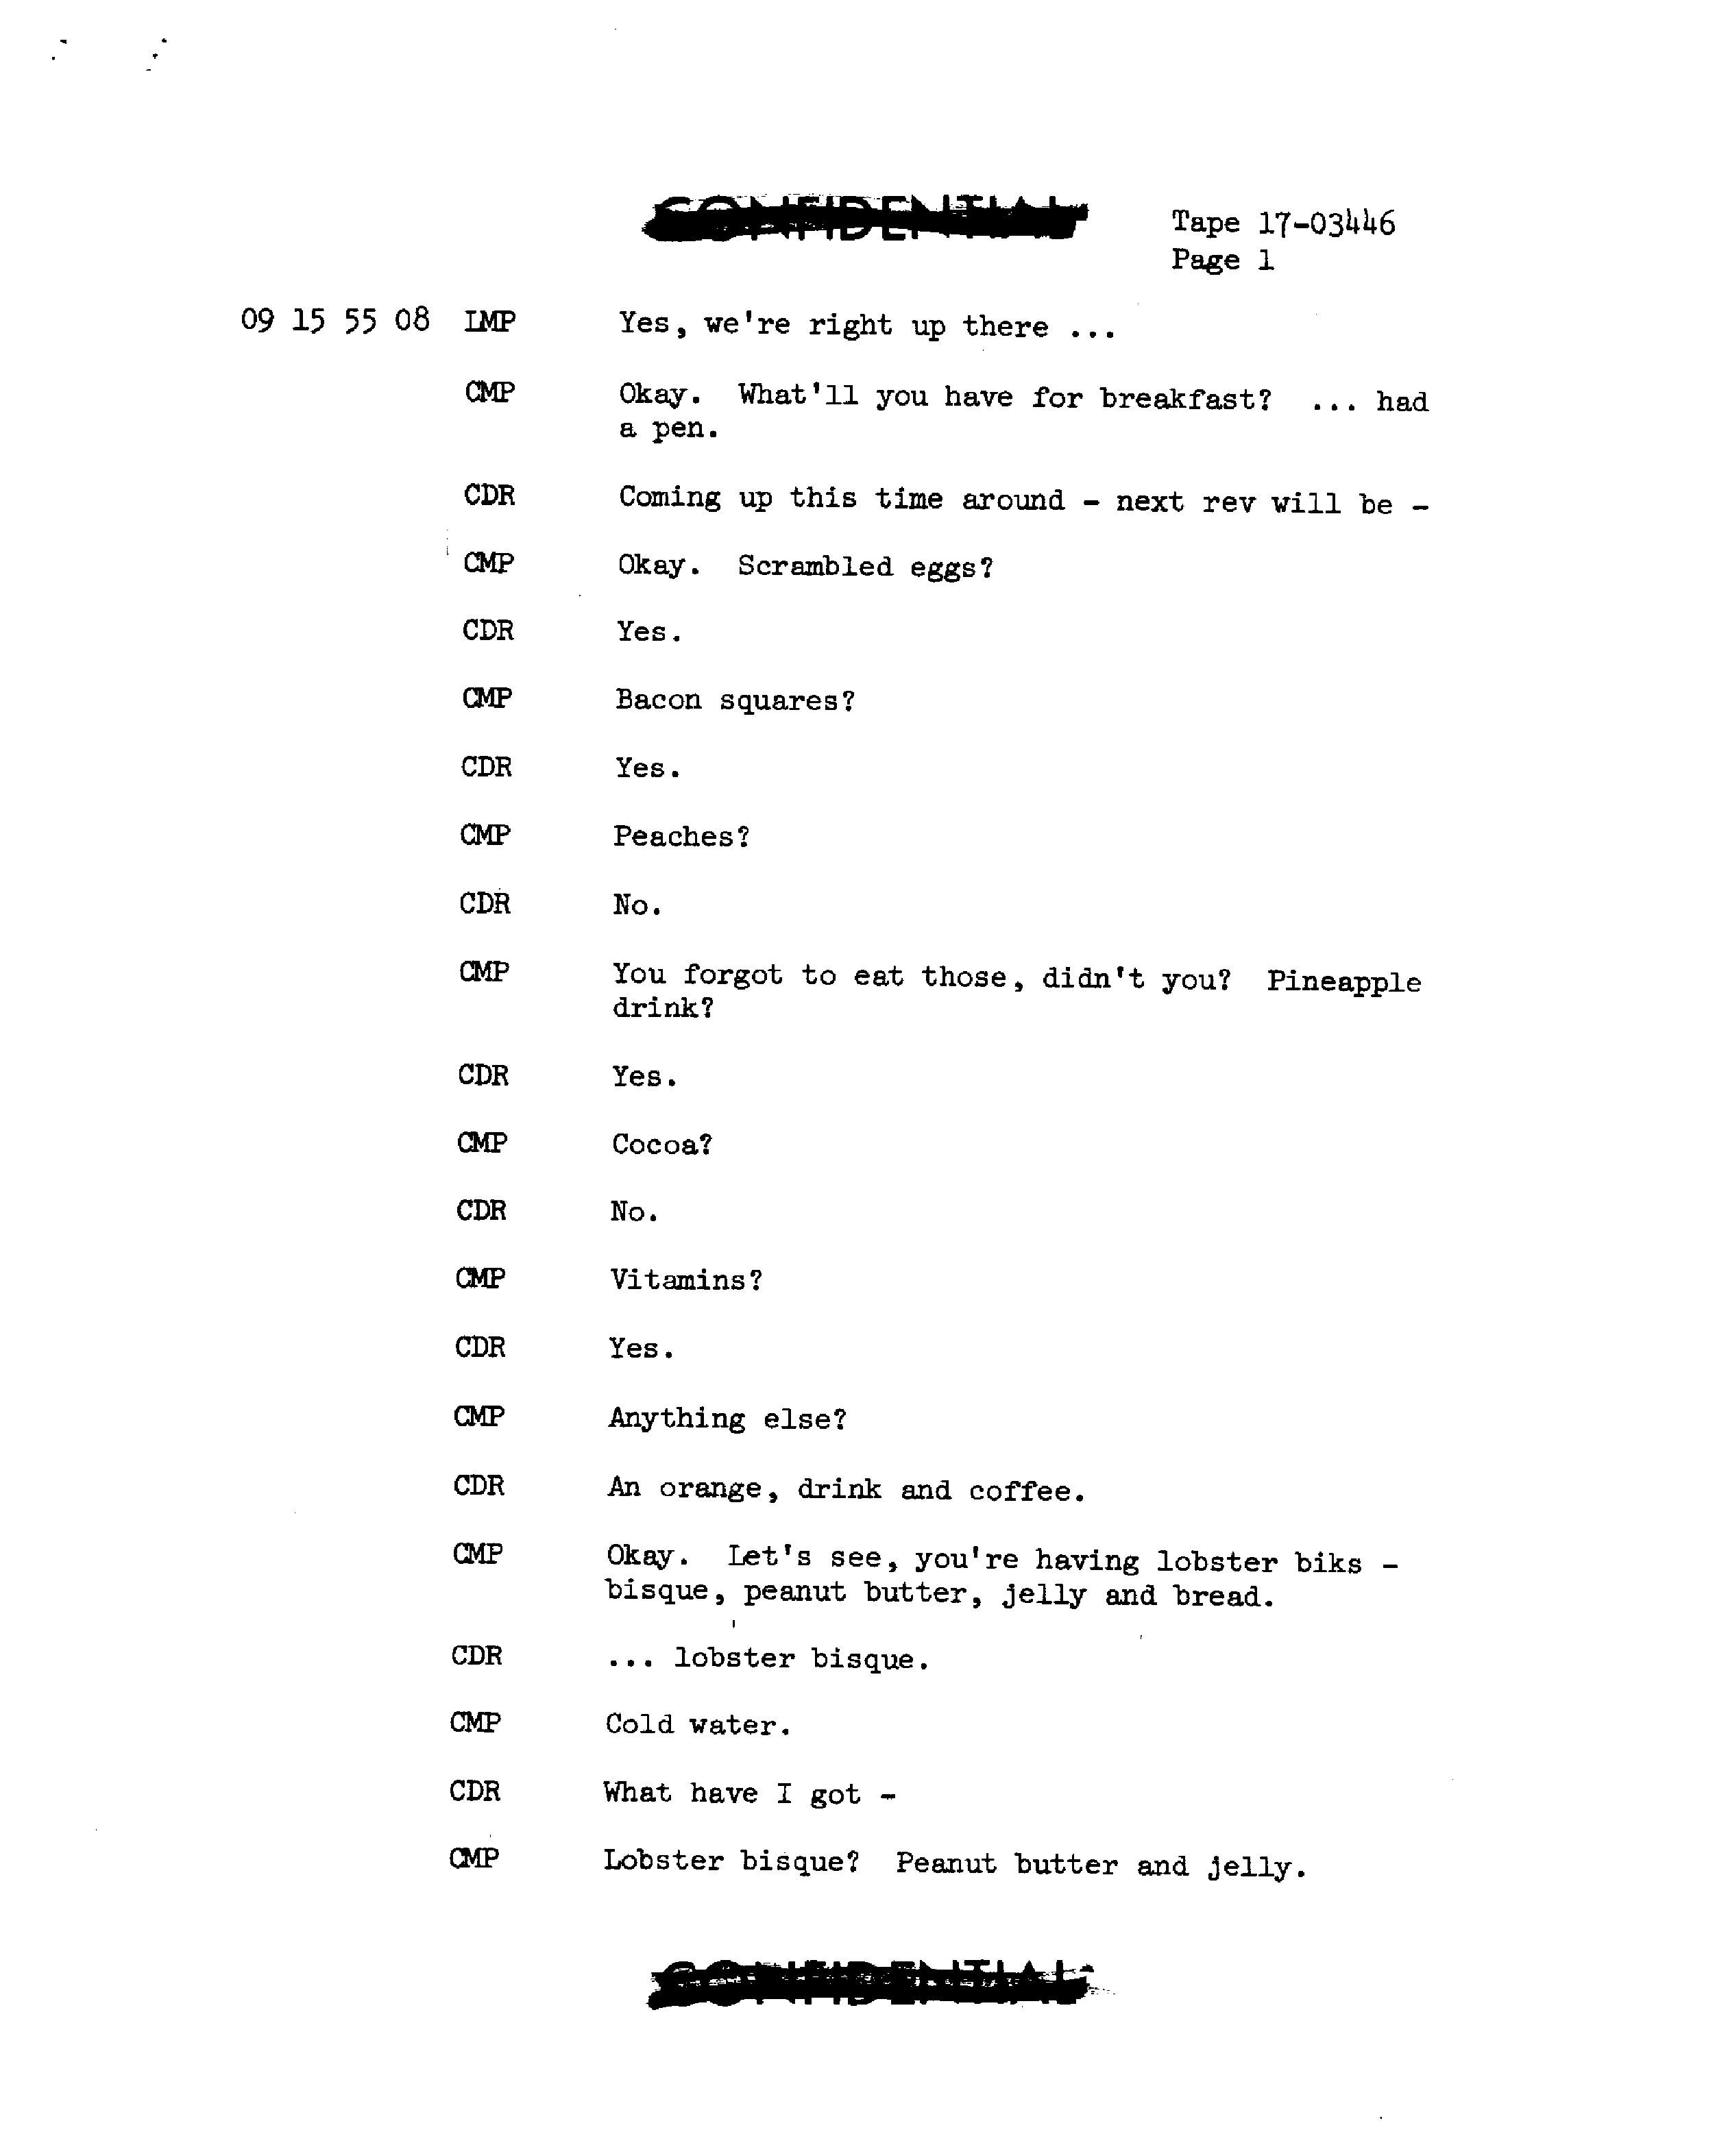 CONFIDENTIAL
Tape 17-03446
Page 1
09 15 55 08 LMP Yes, we're right up there ...
CMP Okay. What'll you have for breakfast? ... had
a pen.
CDR Coming up this time around - next rev will be -
CMP Okay. Scrambled eggs?
CDR Yes.
CMP Bacon squares?
CDR Yes.
CMP Peaches?
CDR No.
CMP You forgot to eat those, didn't you? Pineapple
drink?
CDR Yes.
CMP Cocoa?
CDR No.
CMP Vitamins?
CDR Yes.
CMP Anything else?
CDR An orange, drink and coffee.
CMP Okay. Let's see, you're having lobster biks -
bisque, peanut butter, jelly and bread.
CDR ... lobster bisque.
CMP Cold water.
CDR What have I got -
CMP Lobster bisque? Peanut butter and jelly.
CONFIDENTIAL